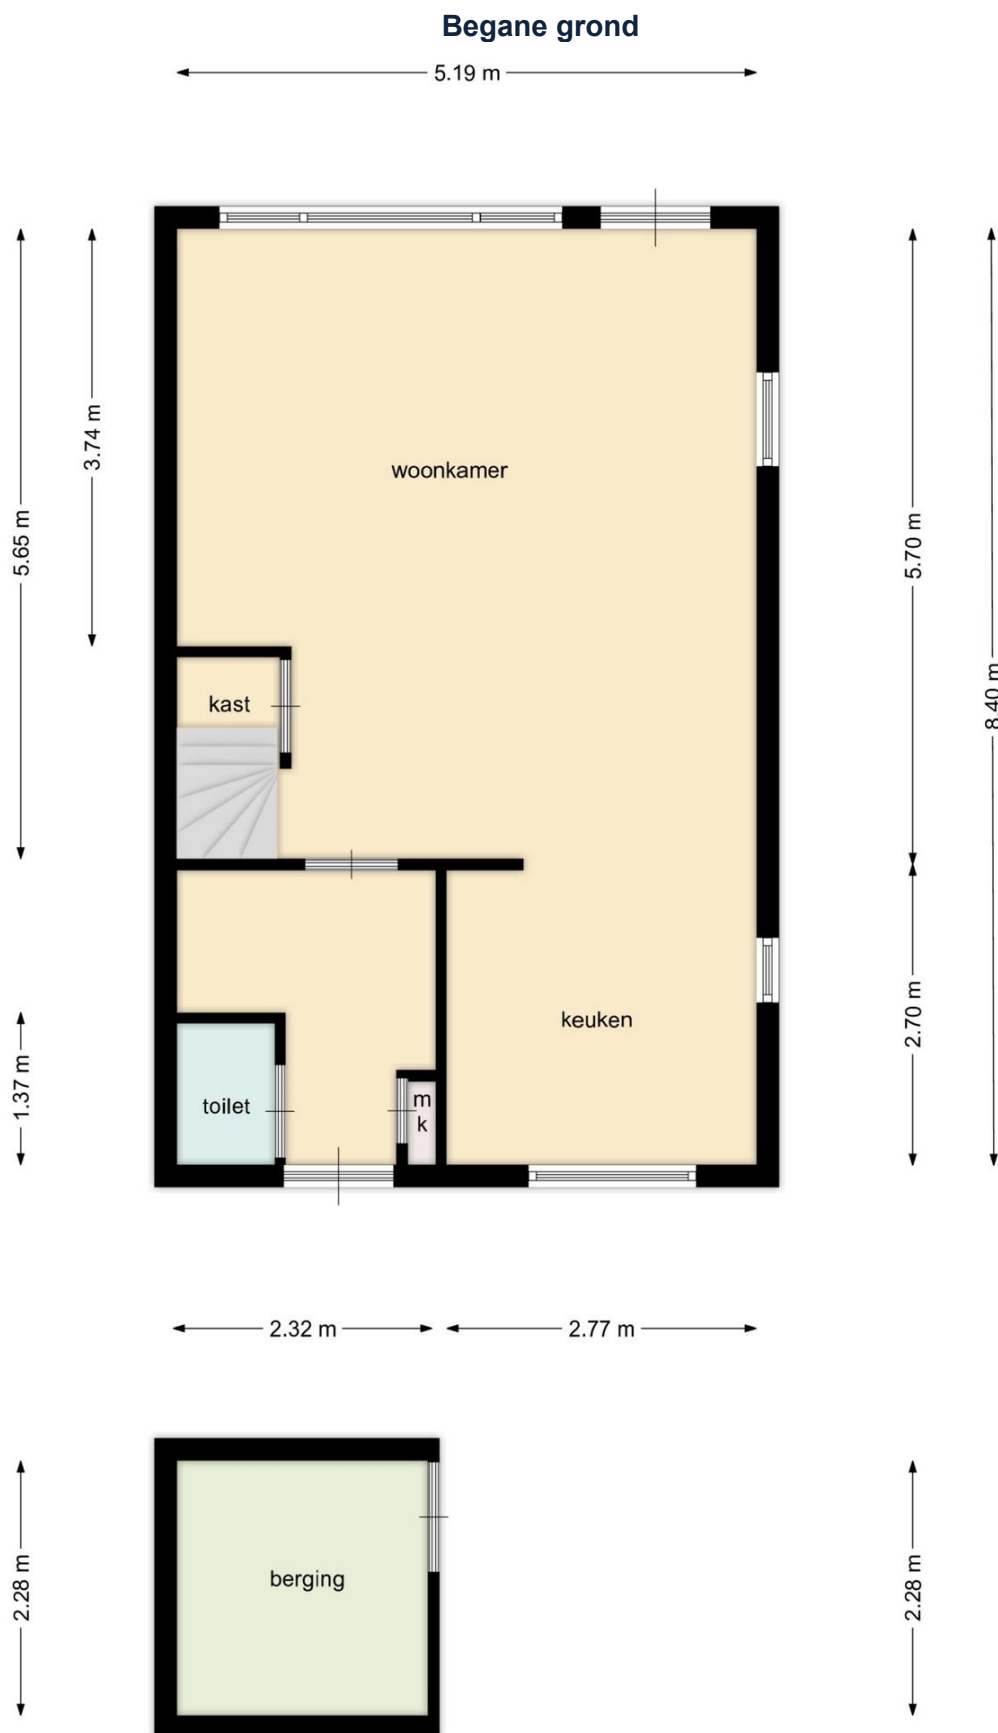 Begane grond
5.19 m
woonkamer
3.74 m
5.65 m
5.70 m
8.40 m
kast
keuken
2.70 m
1.37 m
toilet
m
k
2.32 m
2.77 m
berging
2.28 m
2.28 m